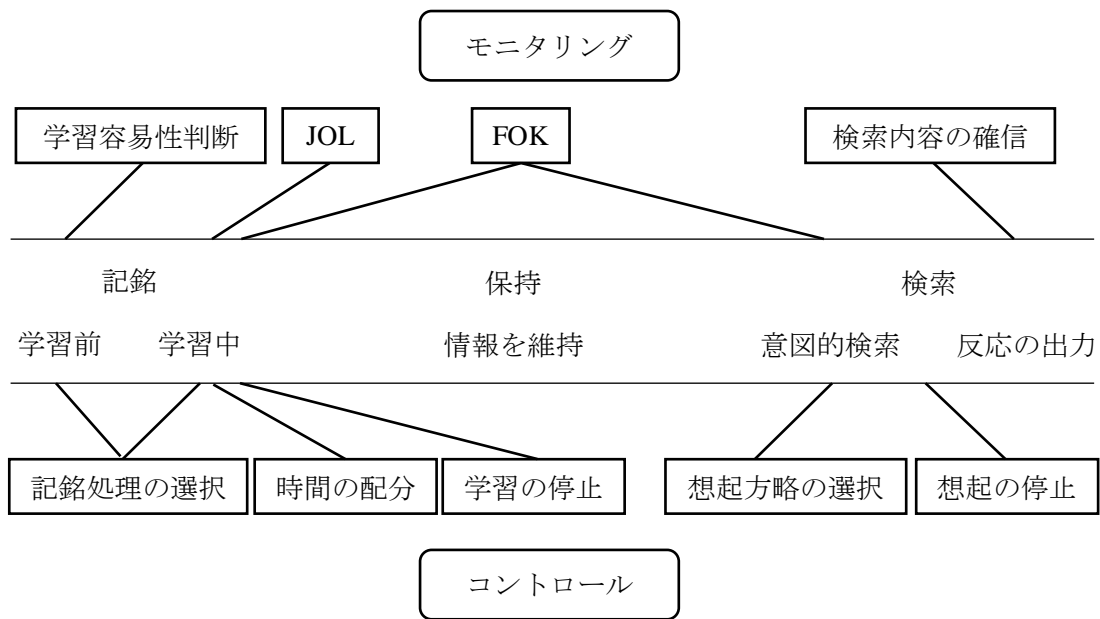 モニタリング
学習容易性判断 JOL FOK 検索内容の確信
記銘 保持 検索
学習前 学習中 情報を維持 意図的検索 反応の出力
記銘処理の選択 時間の配分 学習の停止 想起方略の選択 想起の停止
コントロール